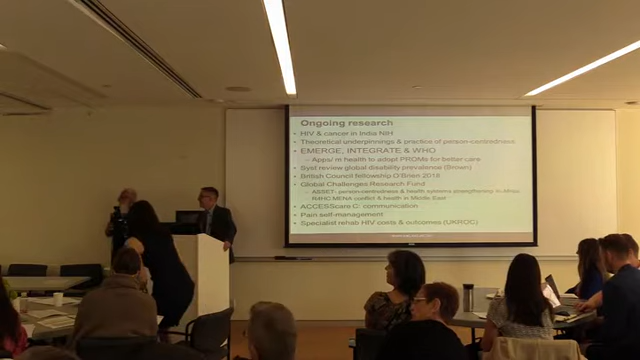 Ongoing research
• HIV & cancer in India NIH
• Theoretical underpinnings & practice of person-centredness
• EMERGE, INTEGRATE & WHO
– Apps/ m health to adopt PROMs for better care
• Syst review global disability prevalence (Brown)
• British Council fellowship O'Brien 2018
• Global Challenges Research Fund
– ASSET- person-centredness & health systems strengthening
– R4HC MENA conflict & health in Middle East
• ACCESScare C: communication
• Pain self-management
• Specialist rehab HIV costs & outcomes (UKROC)